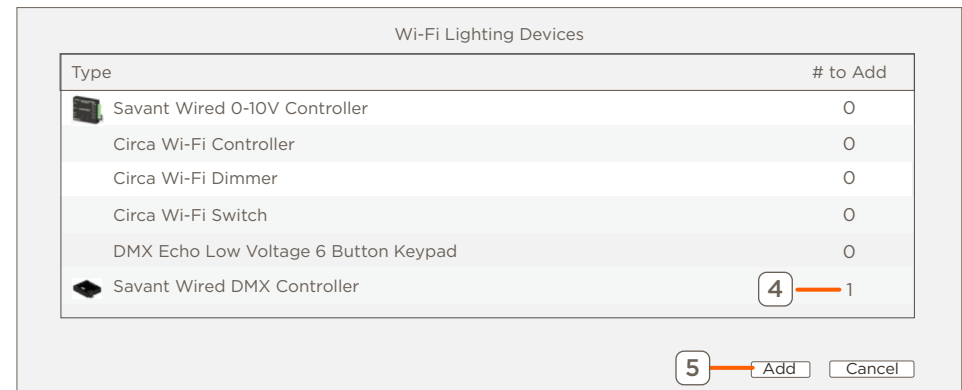 Wi-Fi Lighting Devices
Type # to Add
Savant Wired 0-10V Controller 0
Circa Wi-Fi Controller 0
Circa Wi-Fi Dimmer 0
Circa Wi-Fi Switch 0
DMX Echo Low Voltage 6 Button Keypad 0
Savant Wired DMX Controller 4 1
5 Add Cancel